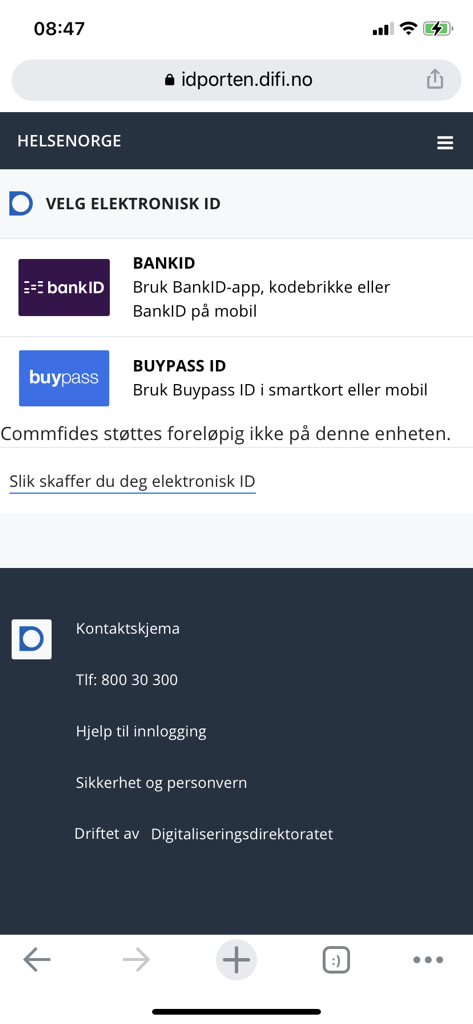 08:47
idporten.difi.no
HELSENORGE
VELG ELEKTRONISK ID
bankID
BANKID
Bruk BankID-app, kodebrikke eller
BankID på mobil
buypass
BUYPASS ID
Bruk Buypass ID i smartkort eller mobil
Commfides støttes foreløpig ikke på denne enheten.
Slik skaffer du deg elektronisk ID
Kontaktskjema
Tlf: 800 30 300
Hjelp til innlogging
Sikkerhet og personvern
Driftet av Digitaliseringsdirektoratet
:)